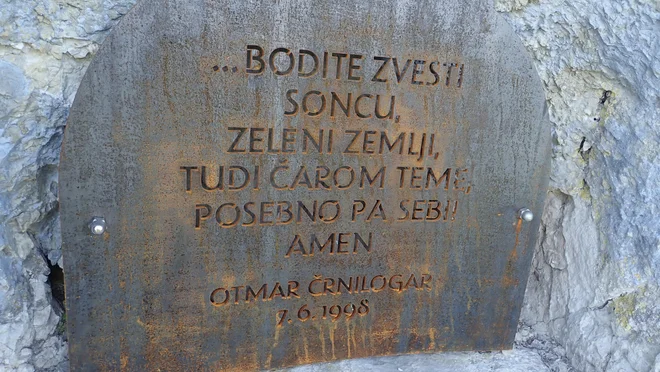 ...BODITE ZVESTI
SONCU,
ZELENI ZEMLJI,
TUDI ČAROM TEME,
POSEBNO PA SEBI!
AMEN
OTMAR ČRNILOGAR
7.6.1998